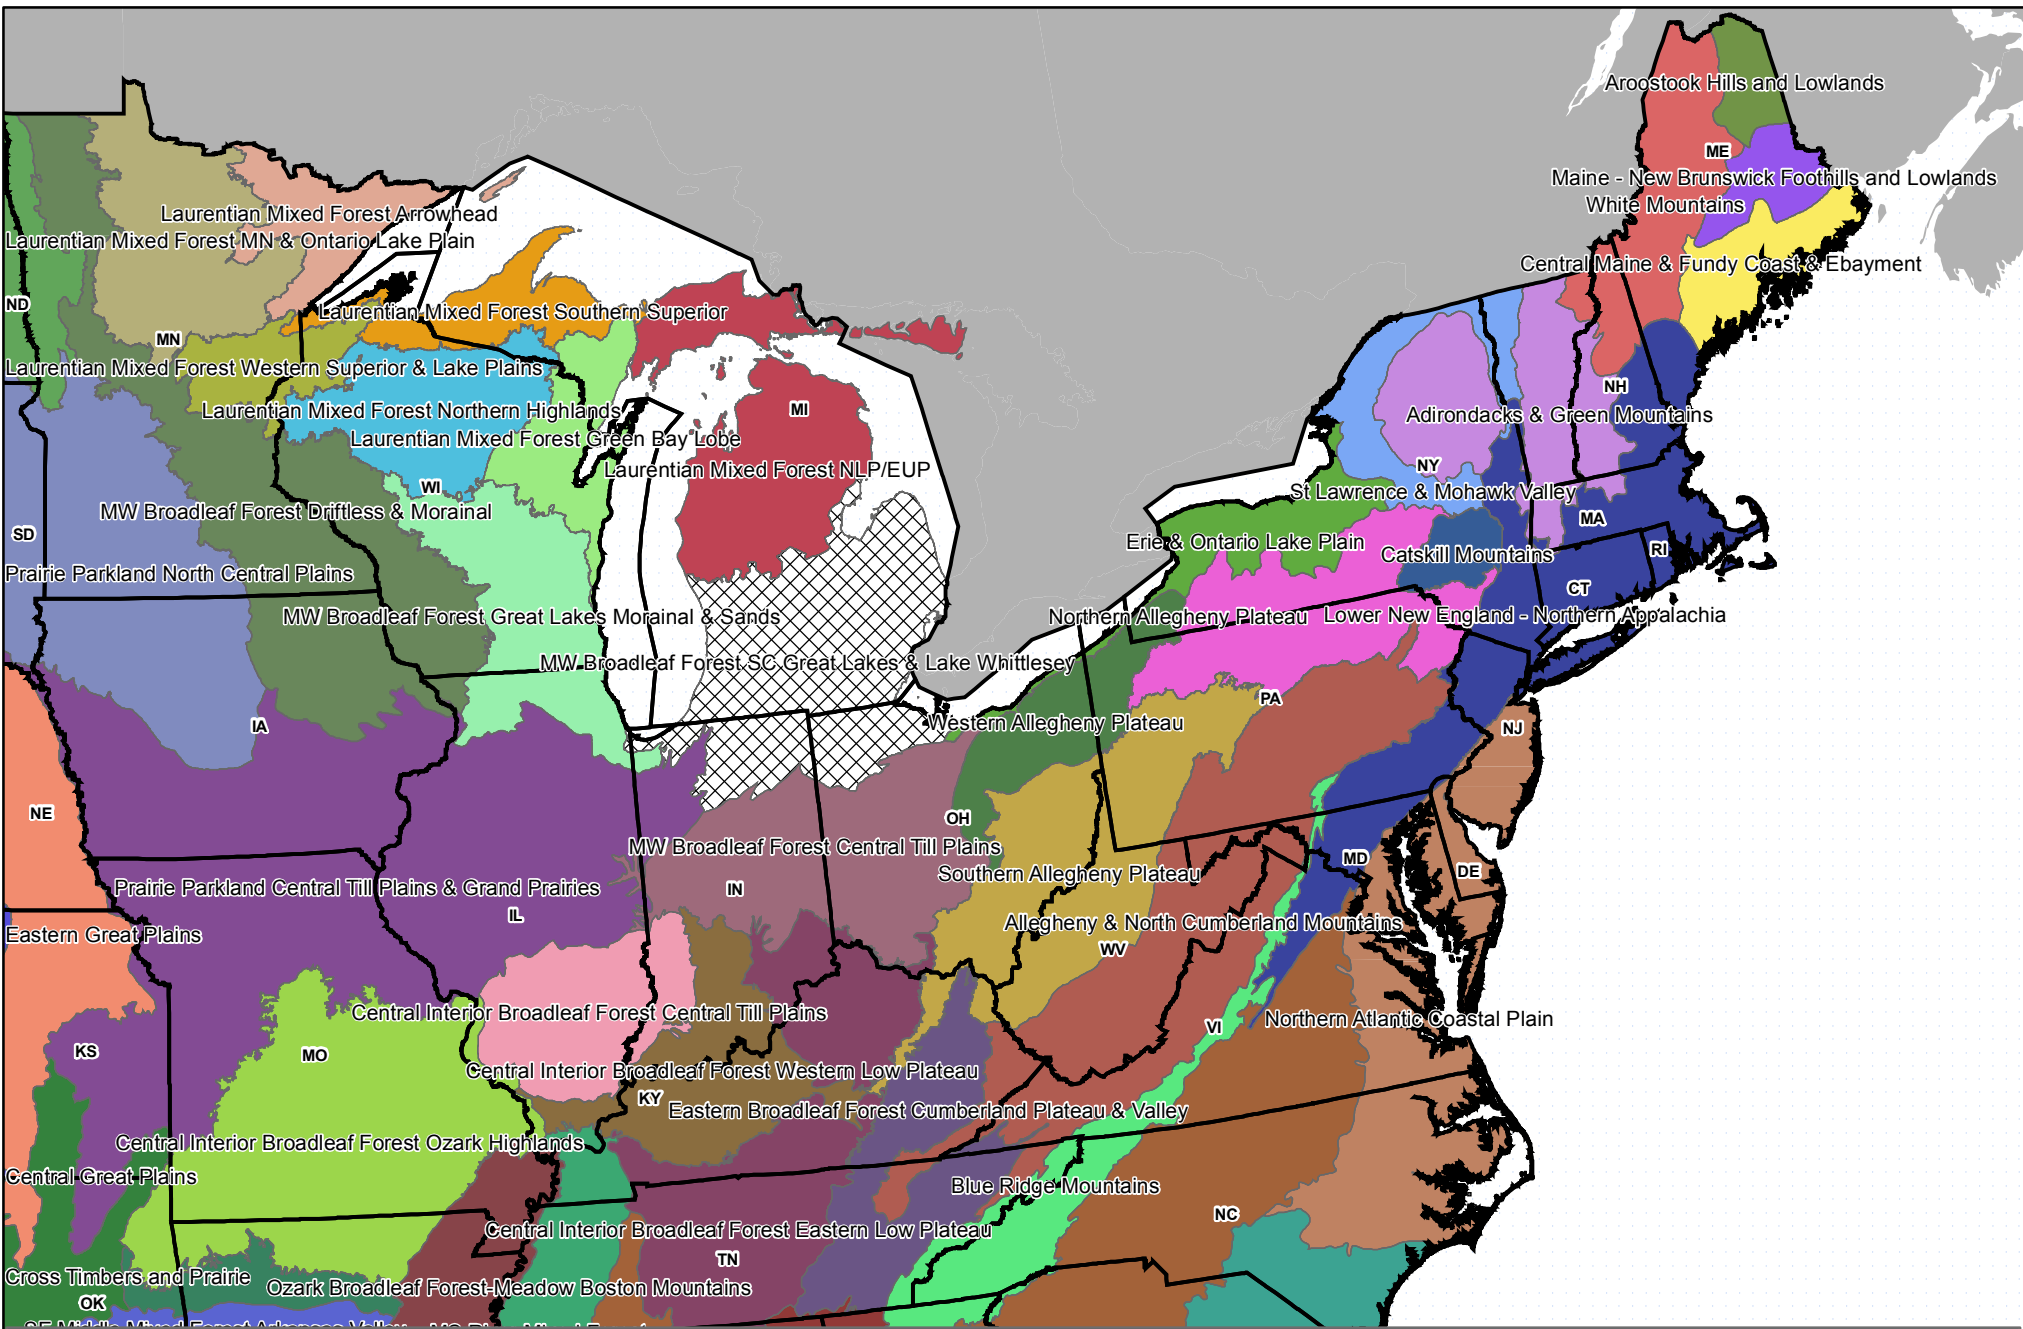 Aroostook Hills and Lowlands
ME
Maine - New Brunswick Foothills and Lowlands
White Mountains
Laurentian Mixed Forest Arrowhead
Laurentian Mixed Forest MN & Ontario Lake Plain
Central Maine & Fundy Coast & Ebayment
ND
Laurentian Mixed Forest Southern Superior
MN
Laurentian Mixed Forest Western Superior & Lake Plains
NH
Laurentian Mixed Forest Northern Highlands
MI
Adirondacks & Green Mountains
Laurentian Mixed Forest Green Bay Lobe
Laurentian Mixed Forest NLP/EUP
NY
WI
St Lawrence & Mohawk Valley
MW Broadleaf Forest Driftless & Morainal
MA
SD
Erie & Ontario Lake Plain
Catskill Mountains
RI
Prairie Parkland North Central Plains
CT
MW Broadleaf Forest Great Lakes Morainal & Sands
Northern Allegheny Plateau
Lower New England - Northern Appalachia
MW Broadleaf Forest SC Great Lakes & Lake Whittlesey
PA
IA
Western Allegheny Plateau
NJ
NE
OH
MW Broadleaf Forest Central Till Plains
MD
Southern Allegheny Plateau
DE
Prairie Parkland Central Till Plains & Grand Prairies
IN
IL
Allegheny & North Cumberland Mountains
Eastern Great Plains
WV
Central Interior Broadleaf Forest Central Till Plains
Northern Atlantic Coastal Plain
VI
KS
MO
Central Interior Broadleaf Forest Western Low Plateau
KY
Eastern Broadleaf Forest Cumberland Plateau & Valley
Central Interior Broadleaf Forest Ozark Highlands
Central Great Plains
Blue Ridge Mountains
NC
Central Interior Broadleaf Forest Eastern Low Plateau
TN
Cross Timbers and Prairie
Ozark Broadleaf Forest-Meadow Boston Mountains
OK
SE Middle Mixed Forest Arkansas Valley